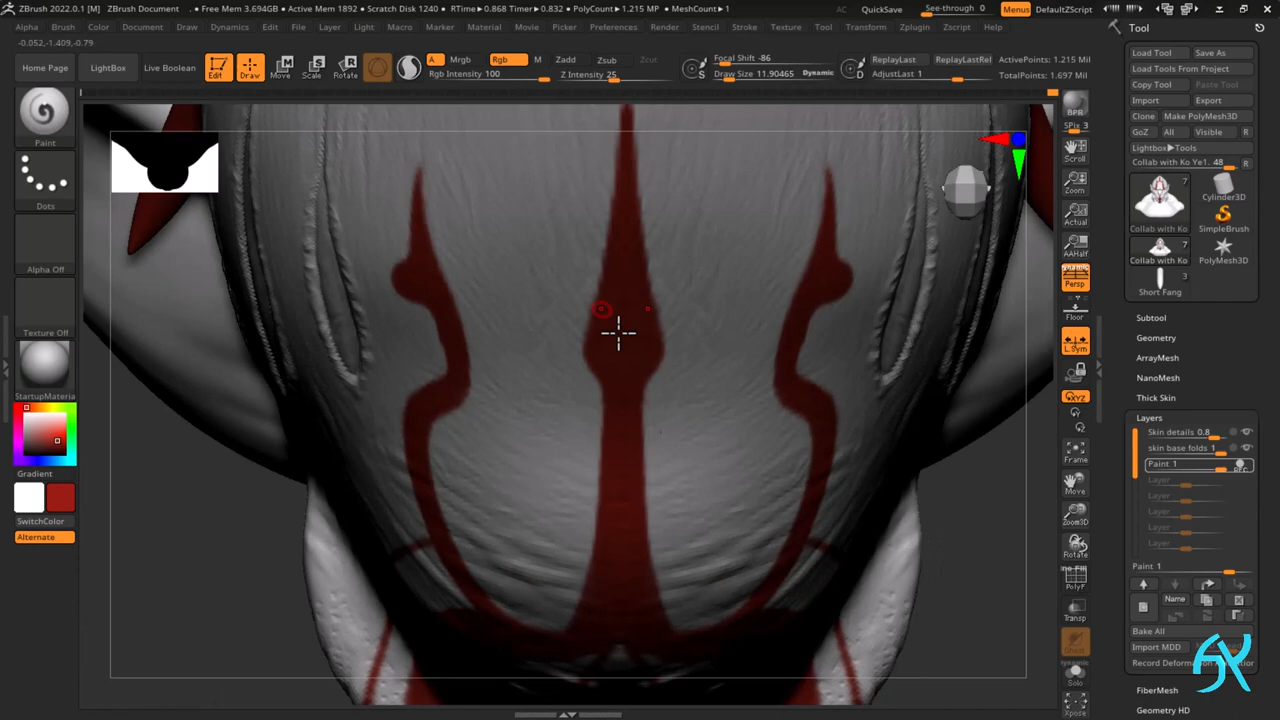 ZBrush 2022.0.1 [M] ZBrush Document . • Free Mem 3.694GB • Active Mem 1892 • Scratch Disk 1240 • RTime▸0.868 Timer▸0.832 • PolyCount▸1.215 MP • MeshCount▸1
AC QuickSave See-through 0 Menus DefaultZScript
Alpha Brush Color Document Draw Dynamics Edit File Layer Light Macro Marker Material Movie Picker Preferences Render Stencil Stroke Texture Tool Transform Zplugin Zscript Help
-0.052,-1.409,-0.79
Home Page LightBox Live Boolean Edit Draw Move Scale Rotate
A Mrgb Rgb M Zadd Zsub Zcut
Rgb Intensity 100 Z Intensity 25
S Focal Shift -86
Draw Size 11.90465 Dynamic
D ReplayLast ReplayLastRel
AdjustLast 1
ActivePoints: 1.215 Mil
TotalPoints: 1.697 Mil
Paint
Dots
Alpha Off
Texture Off
StartupMateria
Gradient
SwitchColor
Alternate
BPR
SPix 3
Scroll
Zoom
Actual
AAHalf
Dynamic
Persp
Floor
L.Sym
XYZ
Y
Z
Frame
Move
Zoom3D
Rotate
PolyF
Transp
Ghost
Dynamic
Solo
Xpose
Tool
Load Tool Save As
Load Tools From Project
Copy Tool Paste Tool
Import Export
Clone Make PolyMesh3D
GoZ All Visible R
Lightbox▸Tools
Collab with Ko Ye1. 48 R
7
Collab with Ko Cylinder3D
SimpleBrush
7
Collab with Ko PolyMesh3D
3
Short Fang
Subtool
Geometry
ArrayMesh
NanoMesh
Thick Skin
Layers
Skin details 0.8
skin base folds 1
Paint 1 REC
Layer
Layer
Layer
Layer
Layer
Paint 1
Name
Bake All
Import MDD
FiberMesh
Geometry HD